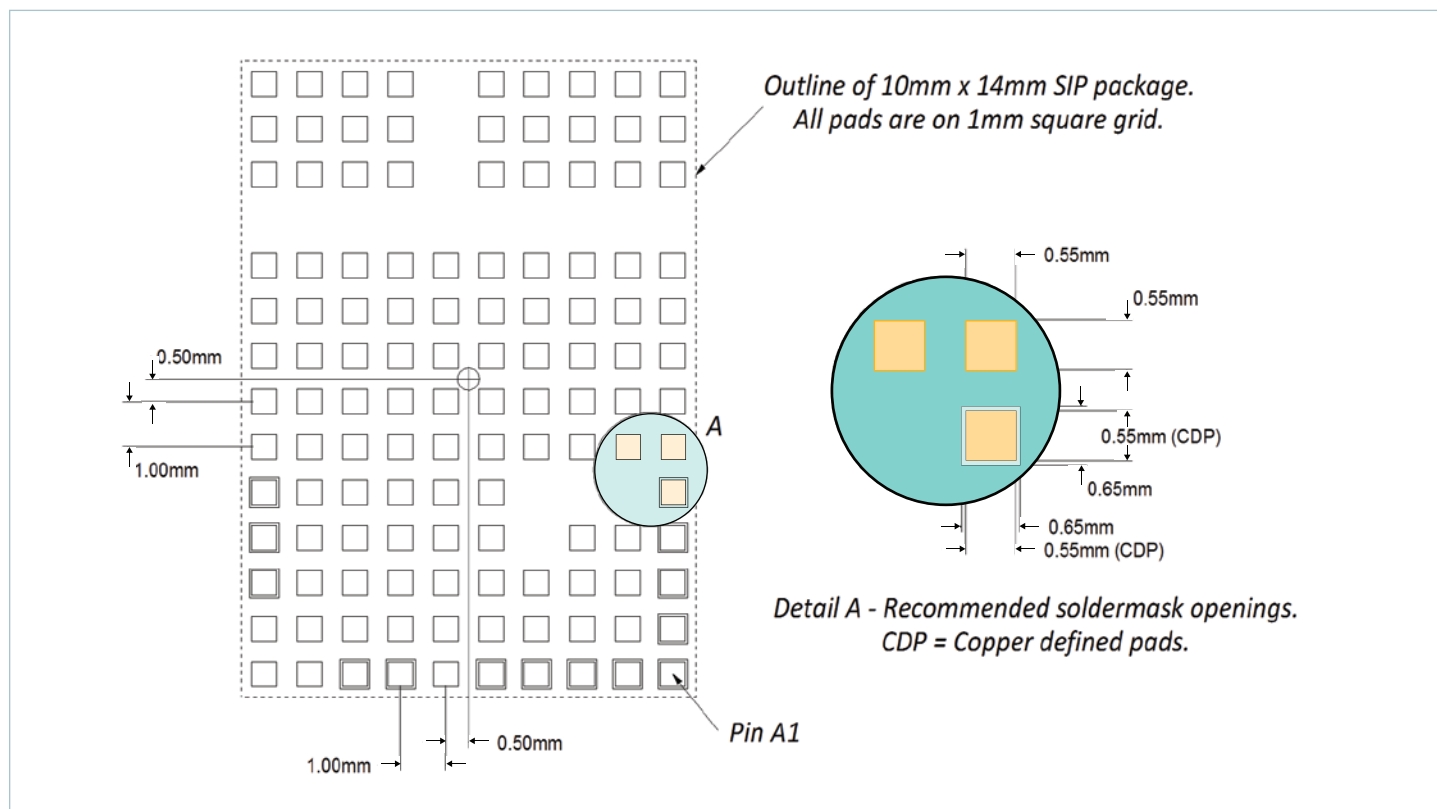 Outline of 10mm x 14mm SIP package.
All pads are on 1mm square grid.
0.55mm
0.55mm
0.50mm
A
0.55mm (CDP)
1.00mm
0.65mm
0.65mm
0.55mm (CDP)
Detail A - Recommended soldermask openings.
CDP = Copper defined pads.
Pin A1
0.50mm
1.00mm